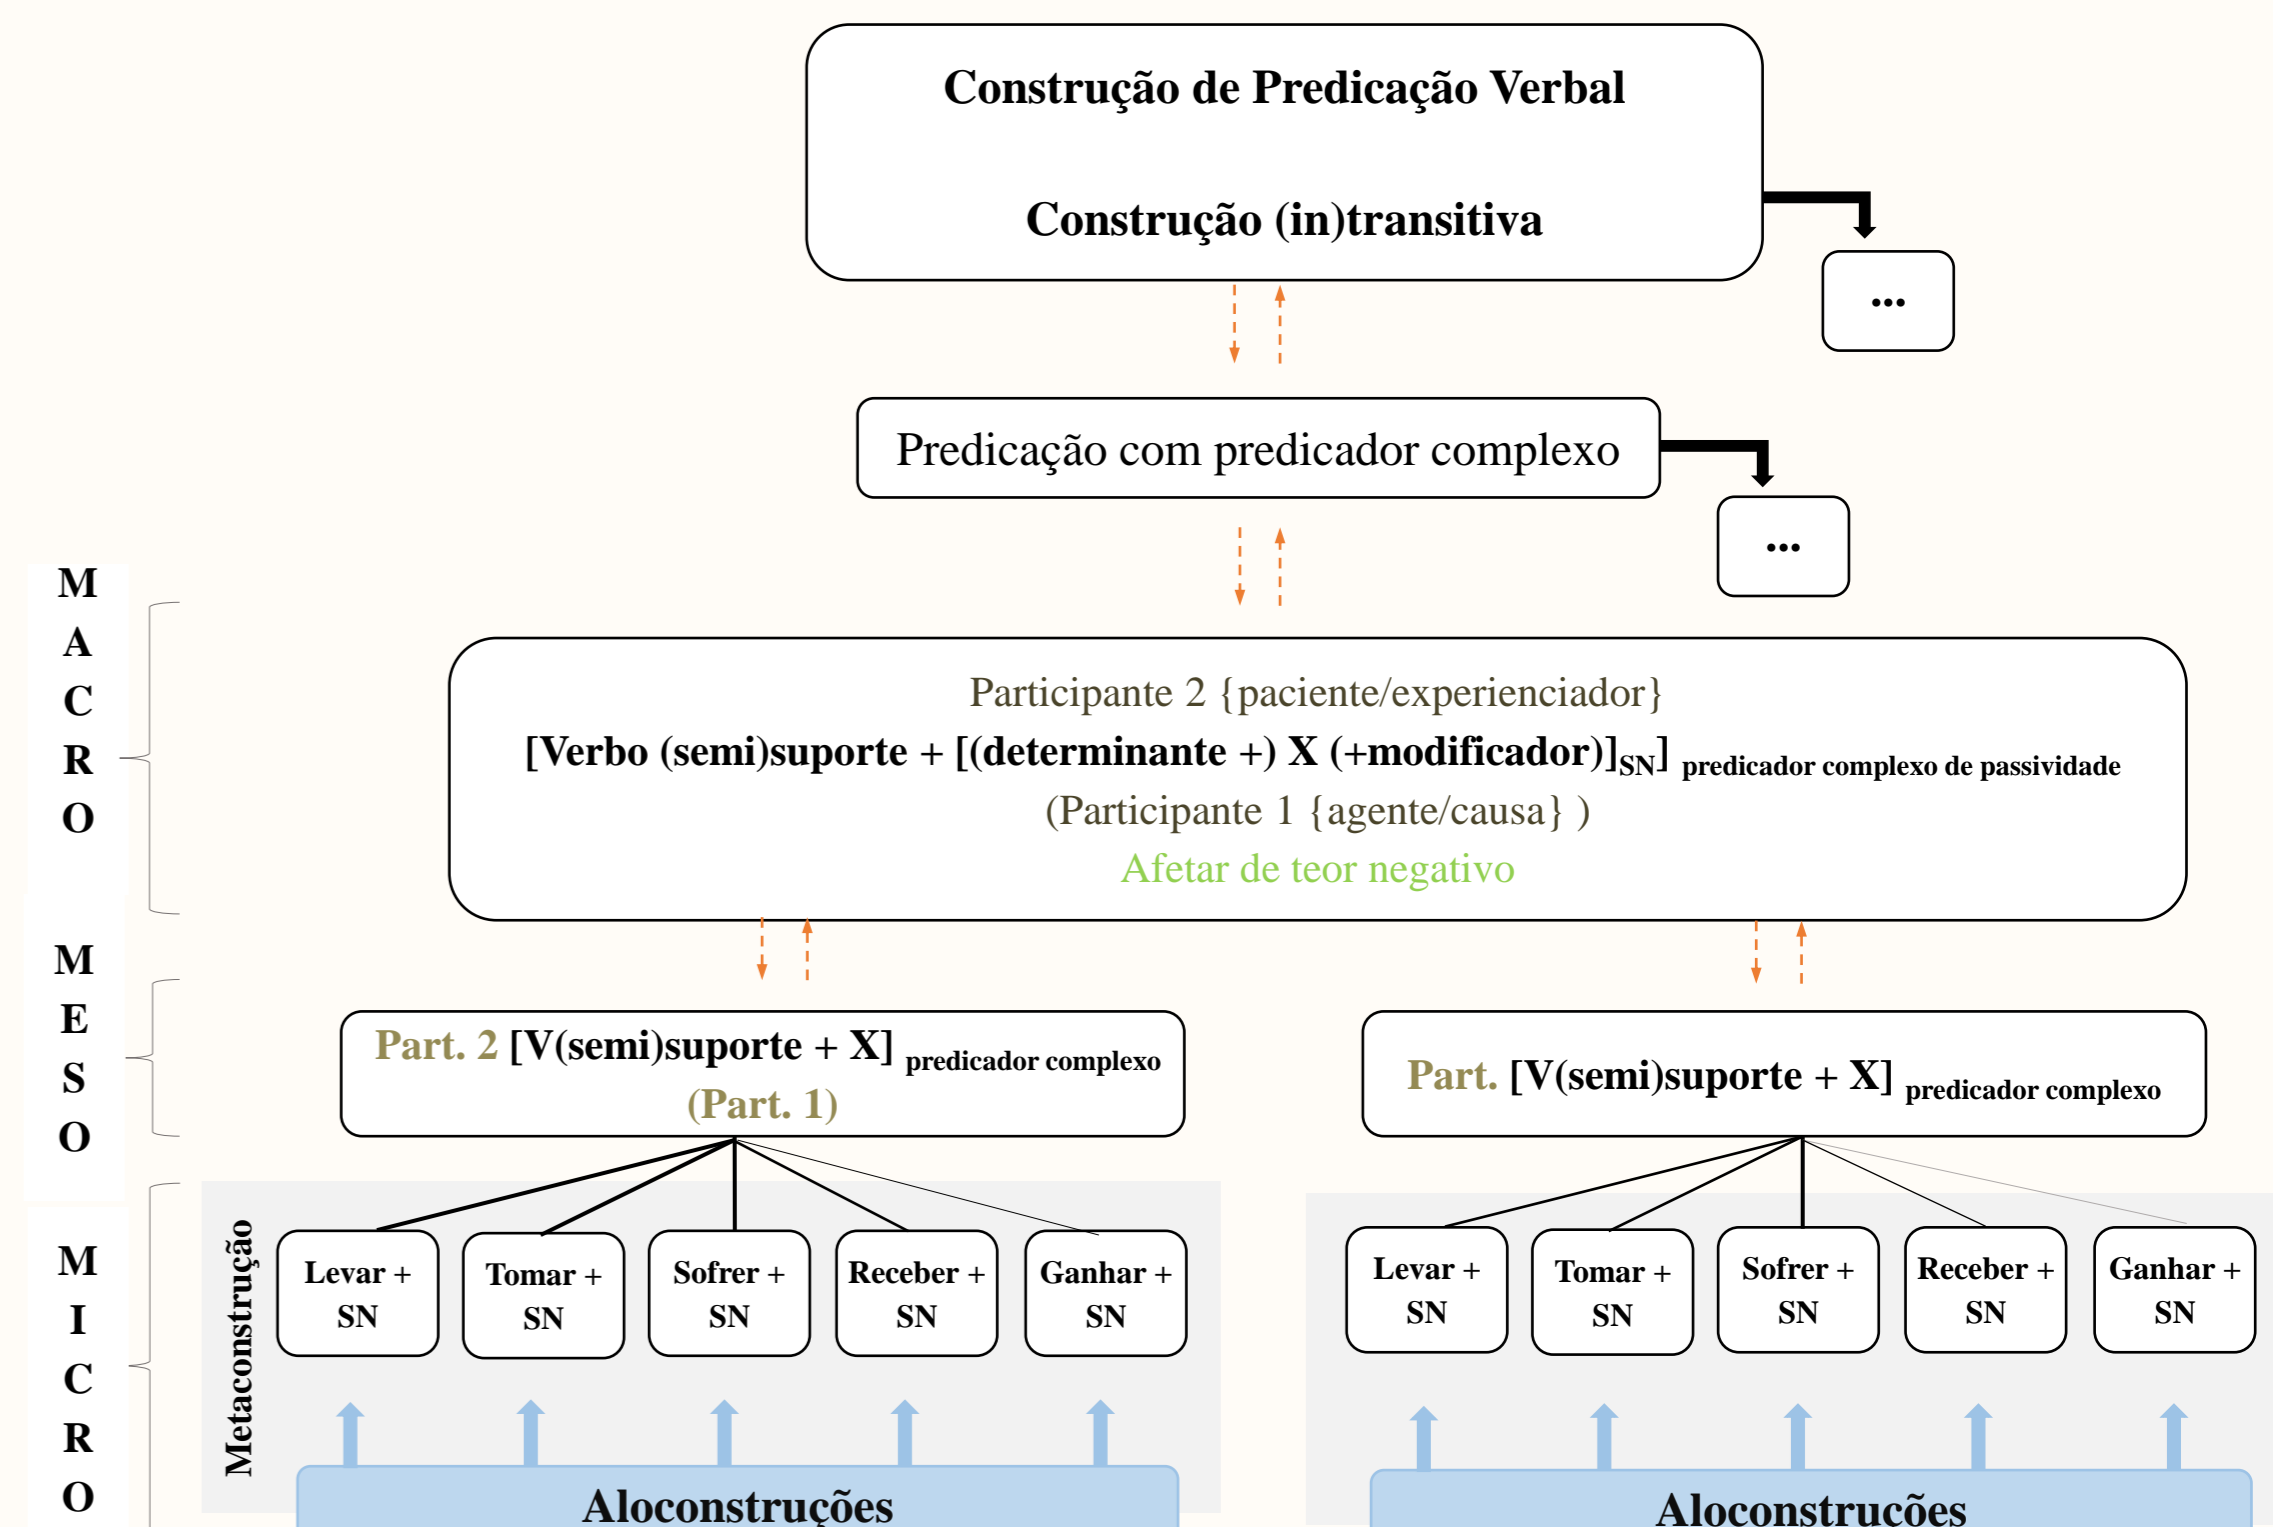 Construção de Predicação Verbal
Construção (in)transitiva
...
Predicação com predicador complexo
...
MACRO
Participante 2 {paciente/experienciador}
[Verbo (semi)suporte + [(determinante +) X (+modificador)]SN] predicador complexo de passividade
(Participante 1 {agente/causa} )
Afetar de teor negativo
MESO
Part. 2 [V(semi)suporte + X] predicador complexo
(Part. 1)
Part. [V(semi)suporte + X] predicador complexo
MICRO
Metaconstrução
Levar +
SN
Tomar +
SN
Sofrer +
SN
Receber +
SN
Ganhar +
SN
Levar +
SN
Tomar +
SN
Sofrer +
SN
Receber +
SN
Ganhar +
SN
Aloconstruções
Aloconstruções